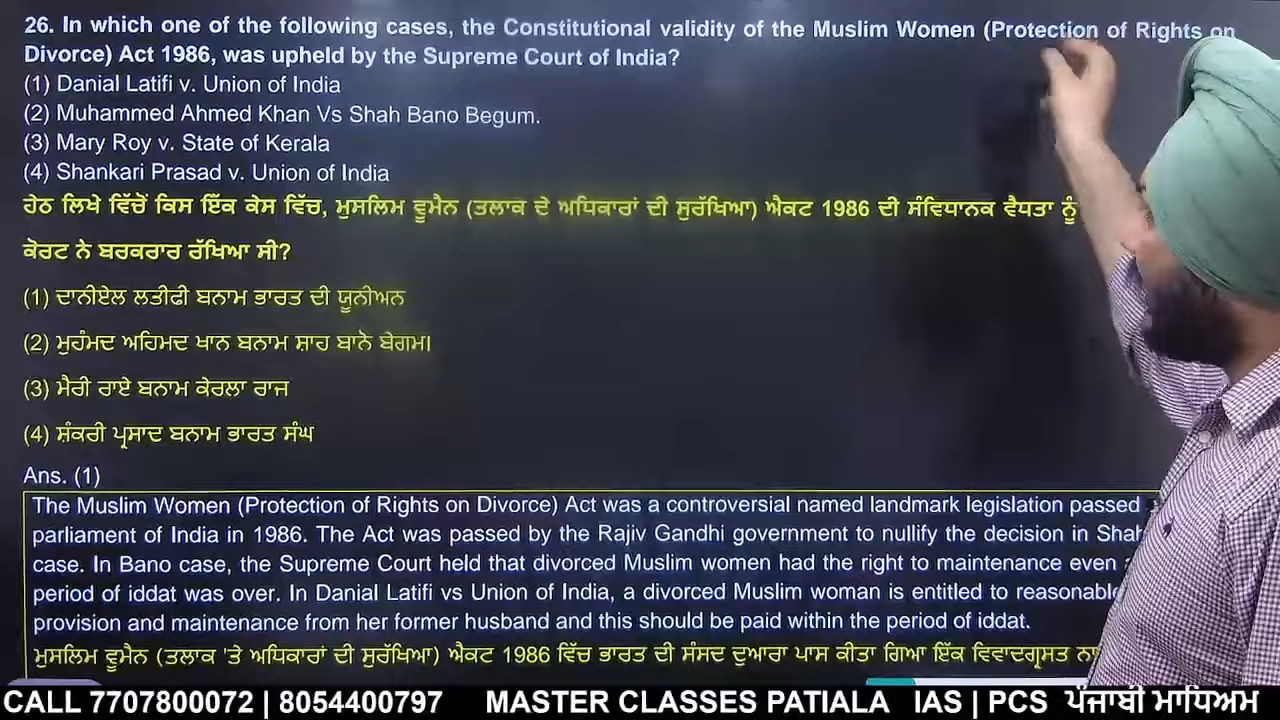 26. In which one of the following cases, the Constitutional validity of the Muslim Women (Protection of Rights on
Divorce) Act 1986, was upheld by the Supreme Court of India?
(1) Danial Latifi v. Union of India
(2) Muhammed Ahmed Khan Vs Shah Bano Begum.
(3) Mary Roy v. State of Kerala
(4) Shankari Prasad v. Union of India
ਹੇਠ ਲਿਖੇ ਵਿੱਚੋਂ ਕਿਸ ਇੱਕ ਕੇਸ ਵਿੱਚ, ਮੁਸਲਿਮ ਵੂਮੈਨ (ਤਲਾਕ ਦੇ ਅਧਿਕਾਰਾਂ ਦੀ ਸੁਰੱਖਿਆ) ਐਕਟ 1986 ਦੀ ਸੰਵਿਧਾਨਕ ਵੈਧਤਾ ਨੂੰ
ਕੋਰਟ ਨੇ ਬਰਕਰਾਰ ਰੱਖਿਆ ਸੀ?
(1) ਦਾਨੀਏਲ ਲਤੀਫੀ ਬਨਾਮ ਭਾਰਤ ਦੀ ਯੂਨੀਅਨ
(2) ਮੁਹੰਮਦ ਅਹਿਮਦ ਖਾਨ ਬਨਾਮ ਸ਼ਾਹ ਬਾਨੋ ਬੇਗਮ।
(3) ਮੈਰੀ ਰਾਏ ਬਨਾਮ ਕੇਰਲਾ ਰਾਜ
(4) ਸ਼ੰਕਰੀ ਪ੍ਰਸਾਦ ਬਨਾਮ ਭਾਰਤ ਸੰਘ
Ans. (1)
The Muslim Women (Protection of Rights on Divorce) Act was a controversial named landmark legislation passed
parliament of India in 1986. The Act was passed by the Rajiv Gandhi government to nullify the decision in Shah
case. In Bano case, the Supreme Court held that divorced Muslim women had the right to maintenance even
period of iddat was over. In Danial Latifi vs Union of India, a divorced Muslim woman is entitled to reasonable
provision and maintenance from her former husband and this should be paid within the period of iddat.
ਮੁਸਲਿਮ ਵੂਮੈਨ (ਤਲਾਕ 'ਤੇ ਅਧਿਕਾਰਾਂ ਦੀ ਸੁਰੱਖਿਆ) ਐਕਟ 1986 ਵਿੱਚ ਭਾਰਤ ਦੀ ਸੰਸਦ ਦੁਆਰਾ ਪਾਸ ਕੀਤਾ ਗਿਆ ਇੱਕ ਵਿਵਾਦਗ੍ਰਸਤ
CALL 7707800072 | 8054400797 MASTER CLASSES PATIALA IAS | PCS ਪੰਜਾਬੀ ਮਾਧਿਅਮ